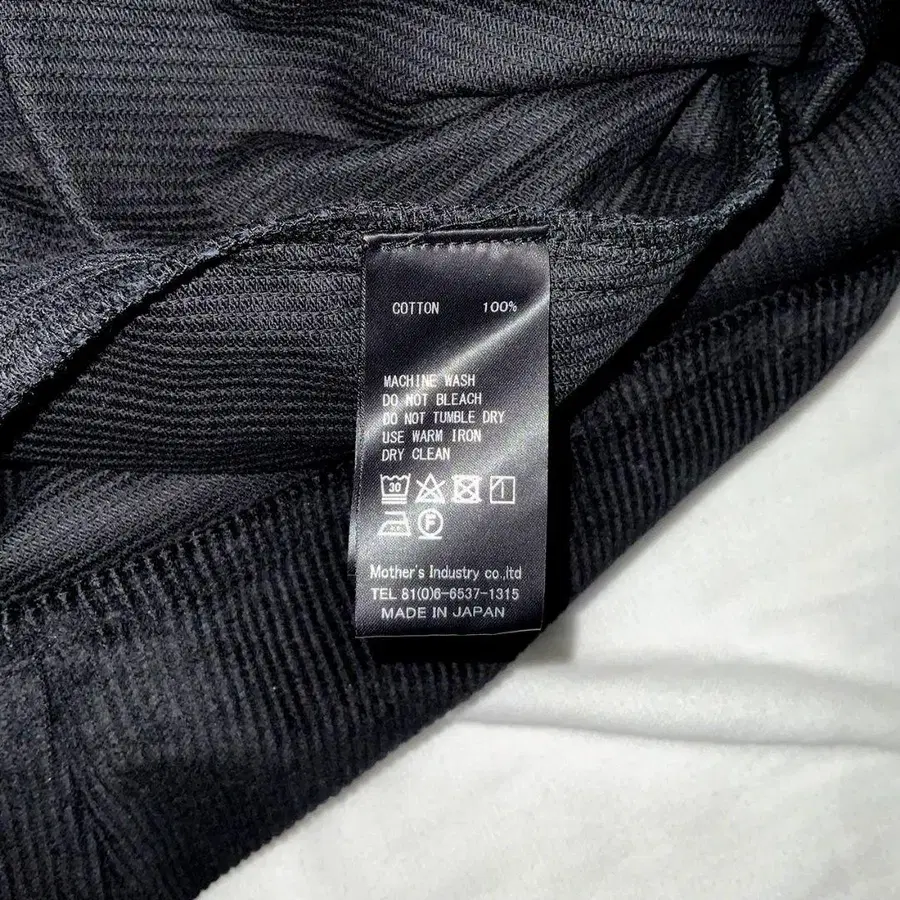 COTTON 100%
MACHINE WASH
DO NOT BLEACH
DO NOT TUMBLE DRY
USE WARM IRON
DRY CLEAN
30
F
Mother's Industry co.,ltd
TEL 81(0)6-6537-1315
MADE IN JAPAN